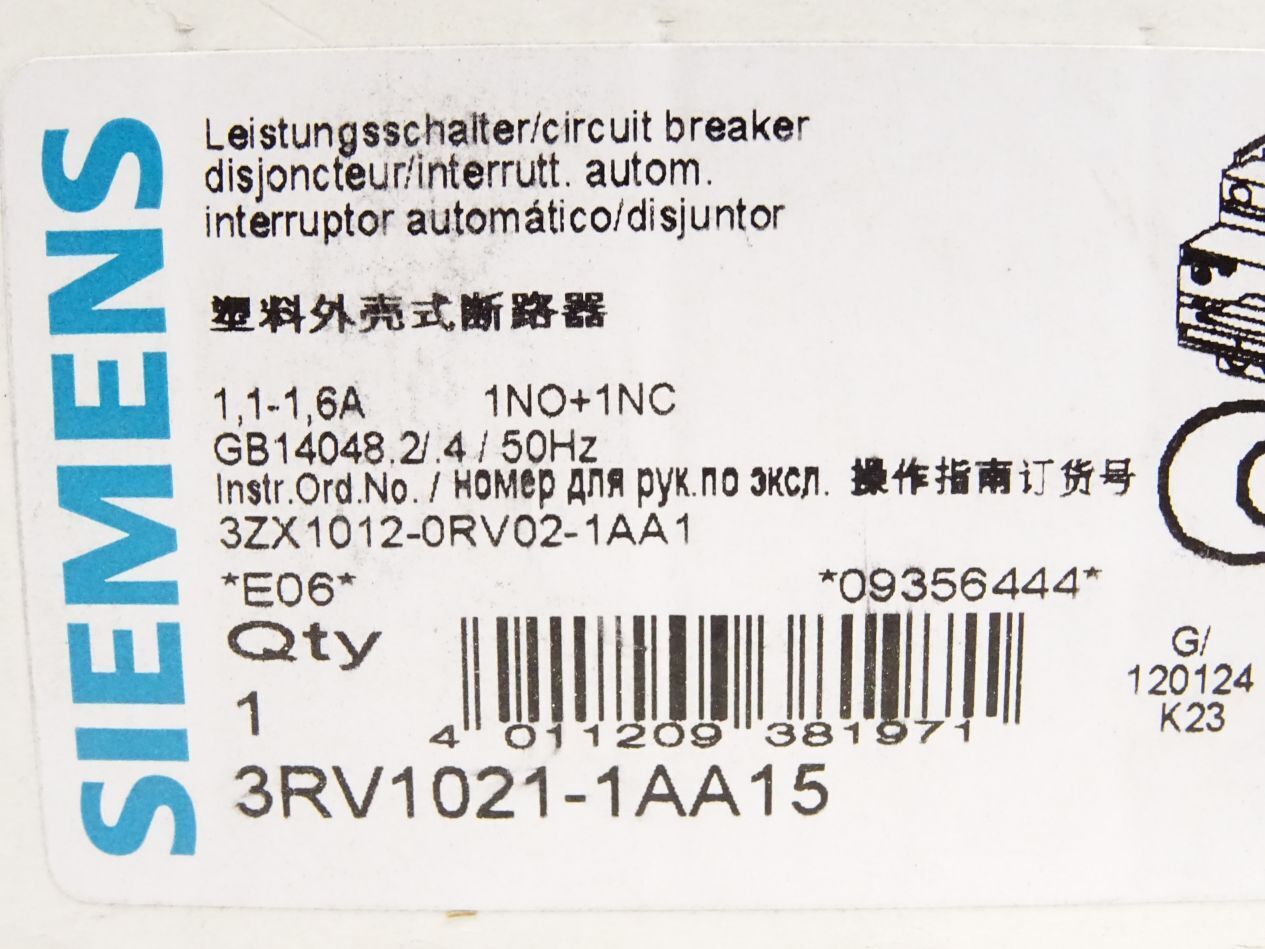 SIEMENS
Leistungsschalter/circuit breaker
disjoncteur/interrutt. autom.
interruptor automático/disjuntor
塑料外壳式断路器
1,1-1,6A 1NO+1NC
GB14048.2/.4 / 50Hz
Instr.Ord.No. / номер для рук.по экспл. 操作指南订货号
3ZX1012-0RV02-1AA1
*E06* *09356444*
Qty
1
4 011209 381971
3RV1021-1AA15
G/
120124
K23